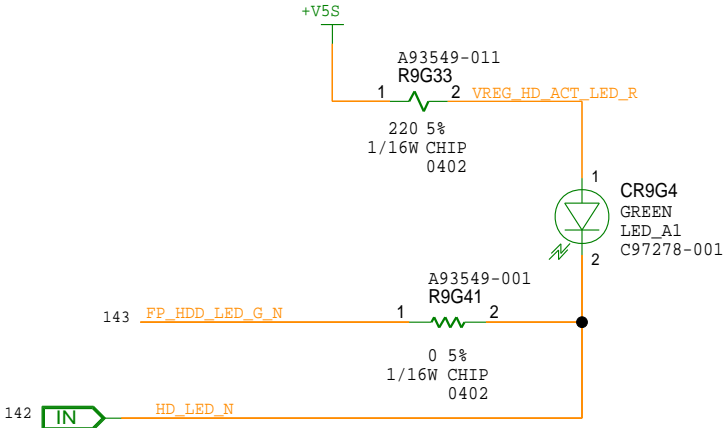 +V5S
A93549-011
R9G33
1
2
VREG_HD_ACT_LED_R
220 5%
1/16W CHIP
0402
1
CR9G4
GREEN
LED_A1
C97278-001
2
A93549-001
R9G41
143
FP_HDD_LED_G_N
1
2
0 5%
1/16W CHIP
0402
142
IN
HD_LED_N